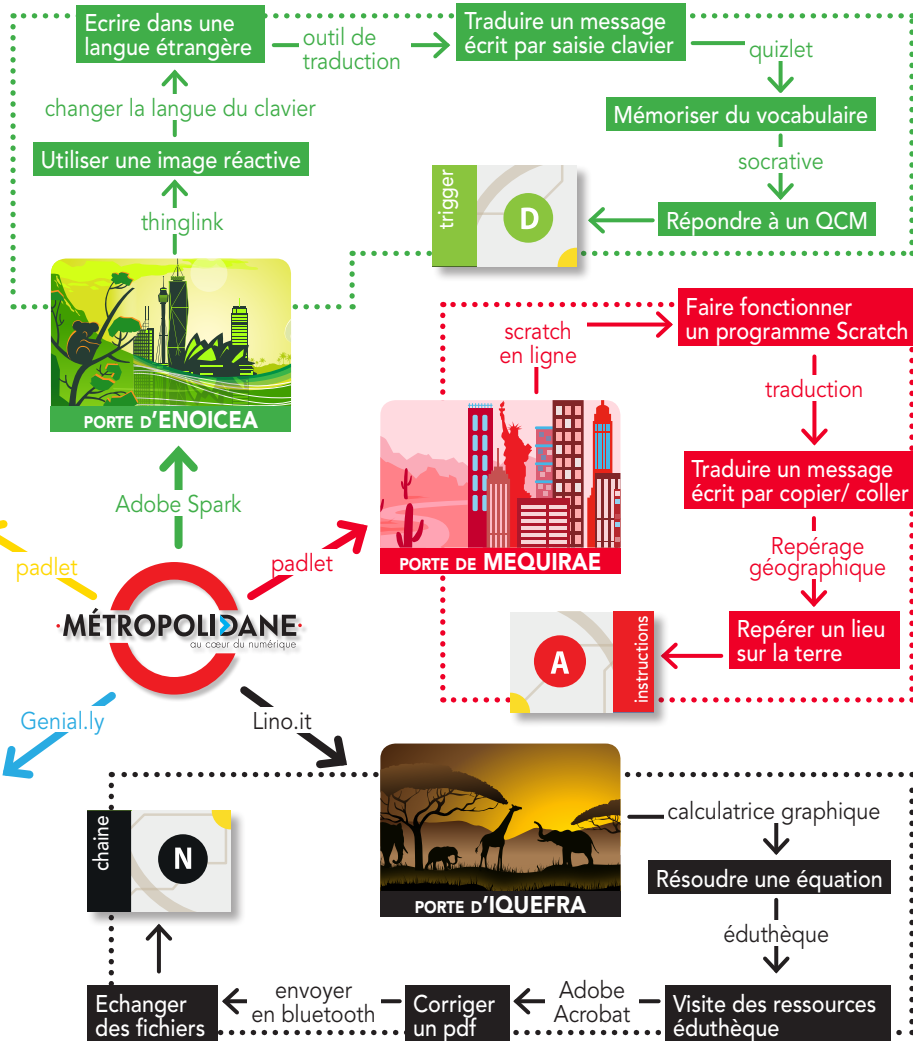 Ecrire dans une
langue étrangère
outil de
traduction
Traduire un message
écrit par saisie clavier
quizlet
changer la langue du clavier
Mémoriser du vocabulaire
Utiliser une image réactive
socrative
trigger
D
Répondre à un QCM
thinglink
PORTE D'ENOICEA
scratch
en ligne
Faire fonctionner
un programme Scratch
traduction
Traduire un message
écrit par copier/ coller
PORTE DE MEQUIRAE
Repérage
géographique
Repérer un lieu
sur la terre
A
instructions
Adobe Spark
padlet
padlet
·MÉTROPOLIDANE·
au cœur du numérique
Genial.ly
Lino.it
chaine
N
PORTE D'IQUEFRA
calculatrice graphique
Résoudre une équation
éduthèque
Visite des ressources
éduthèque
Adobe
Acrobat
Corriger
un pdf
envoyer
en bluetooth
Echanger
des fichiers